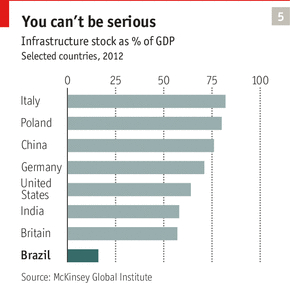 You can't be serious
5
Infrastructure stock as % of GDP
Selected countries, 2012
0 25 50 75 100
Italy
Poland
China
Germany
United
States
India
Britain
Brazil
Source: McKinsey Global Institute